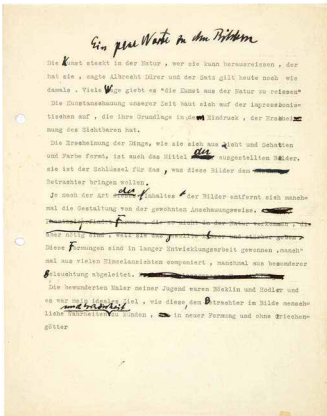 Ein paar Worte zu den Bildern
Die Kunst steckt in der Natur, wer sie kann herausreissen, der
hat sie, sagte Albrecht Dürer und der Satz gilt heute noch wie
damals. Viele Wege giebt es "die Kunst aus der Natur zu reissen"
Die Kunstanschauung unserer Zeit baut sich auf der impressionis-
tischen auf, die ihre Grundlage in dem Eindruck, der Erschei
nung des Sichtbaren hat.
Die Erscheinung der Dinge, wie sie sich aus Licht und Schatten
und Farbe formt, ist auch das Mittel der ausgestellten Bilder,
sie ist der Schlüssel für das, was diese Bilder dem
Betrachter bringen wollen.
Je nach der Art des Inhaltes der Bilder entfernt sich manch-
mal die Gestaltung von der gewohnten Anschauungsweise.
Diese Formungen sind in langer Entwicklungsarbeit gewonnen, manch-
mal aus vielen Einzelansichten componiert, manchmal aus besonderer
Beleuchtung abgeleitet.
Die bewunderten Maler meiner Jugend waren Böcklin und Hodler und
es war mein ideales Ziel, wie diese, dem Betrachter im Bilde mensch-
liche Wahrheiten zu künden, in neuer Formung und ohne Griechen-
götter